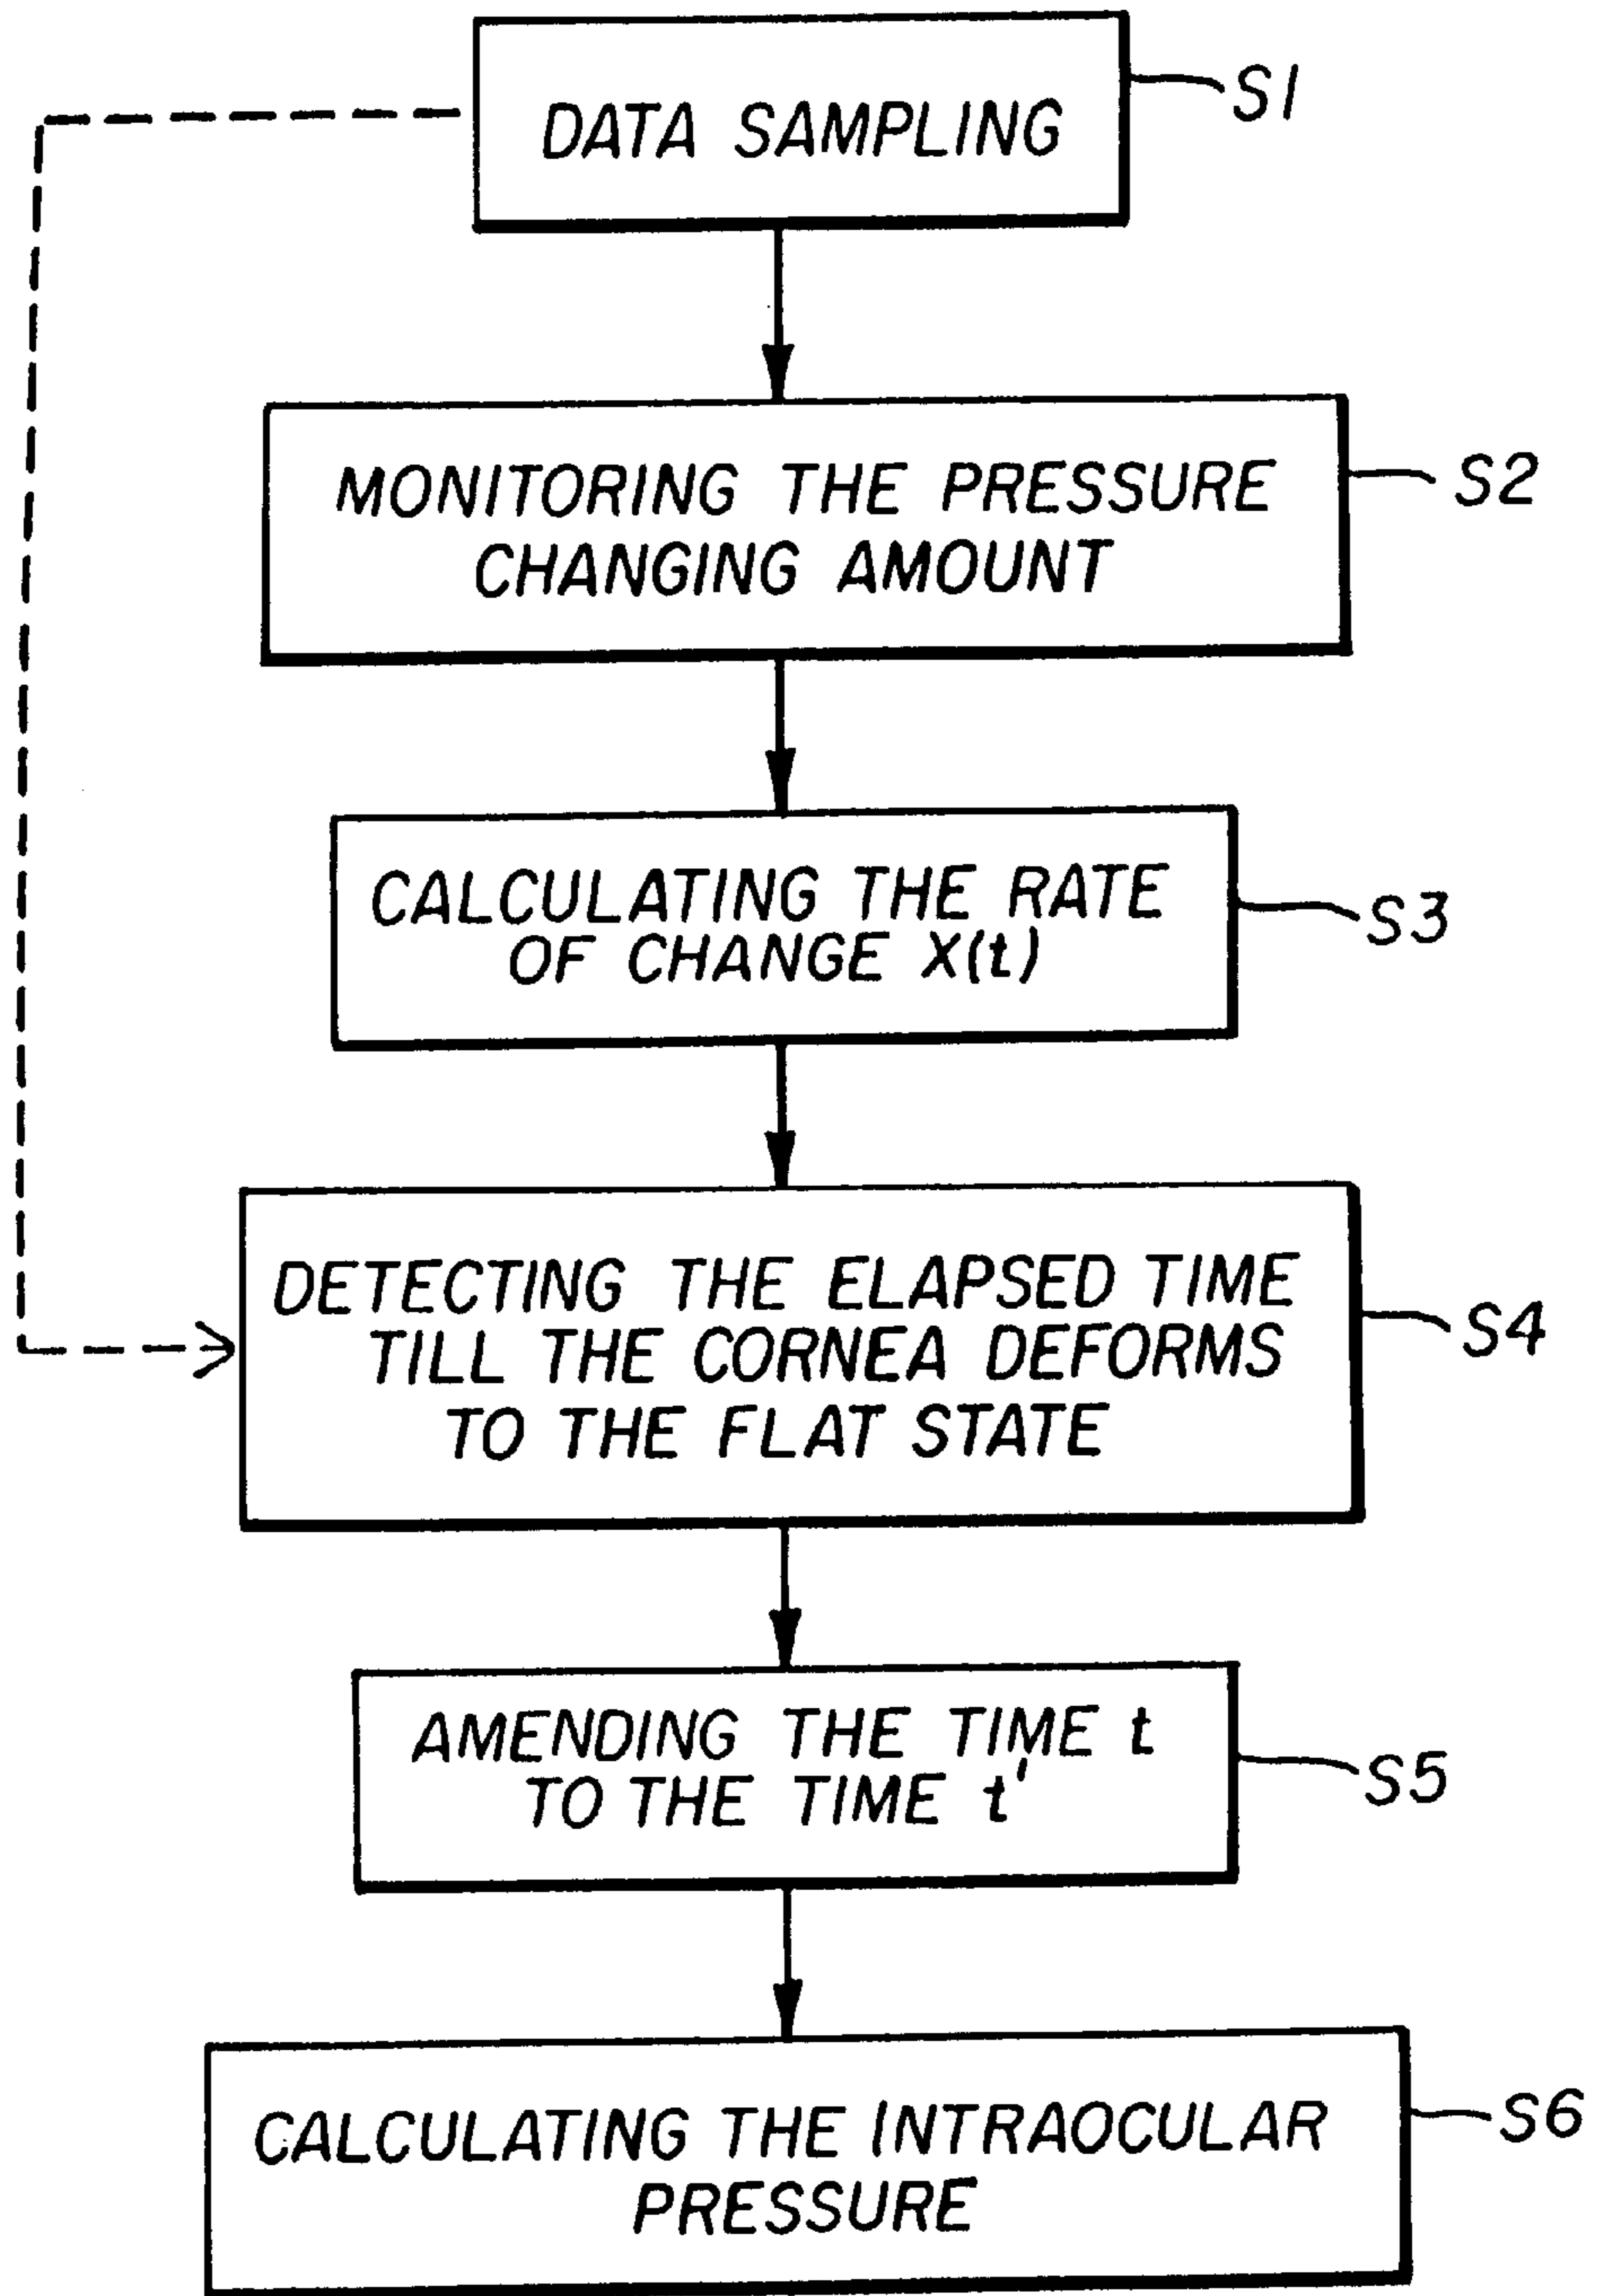 DATA SAMPLING
S1
MONITORING THE PRESSURE
CHANGING AMOUNT
S2
CALCULATING THE RATE
OF CHANGE X(t)
S3
DETECTING THE ELAPSED TIME
TILL THE CORNEA DEFORMS
TO THE FLAT STATE
S4
AMENDING THE TIME t
TO THE TIME t'
S5
CALCULATING THE INTRAOCULAR
PRESSURE
S6